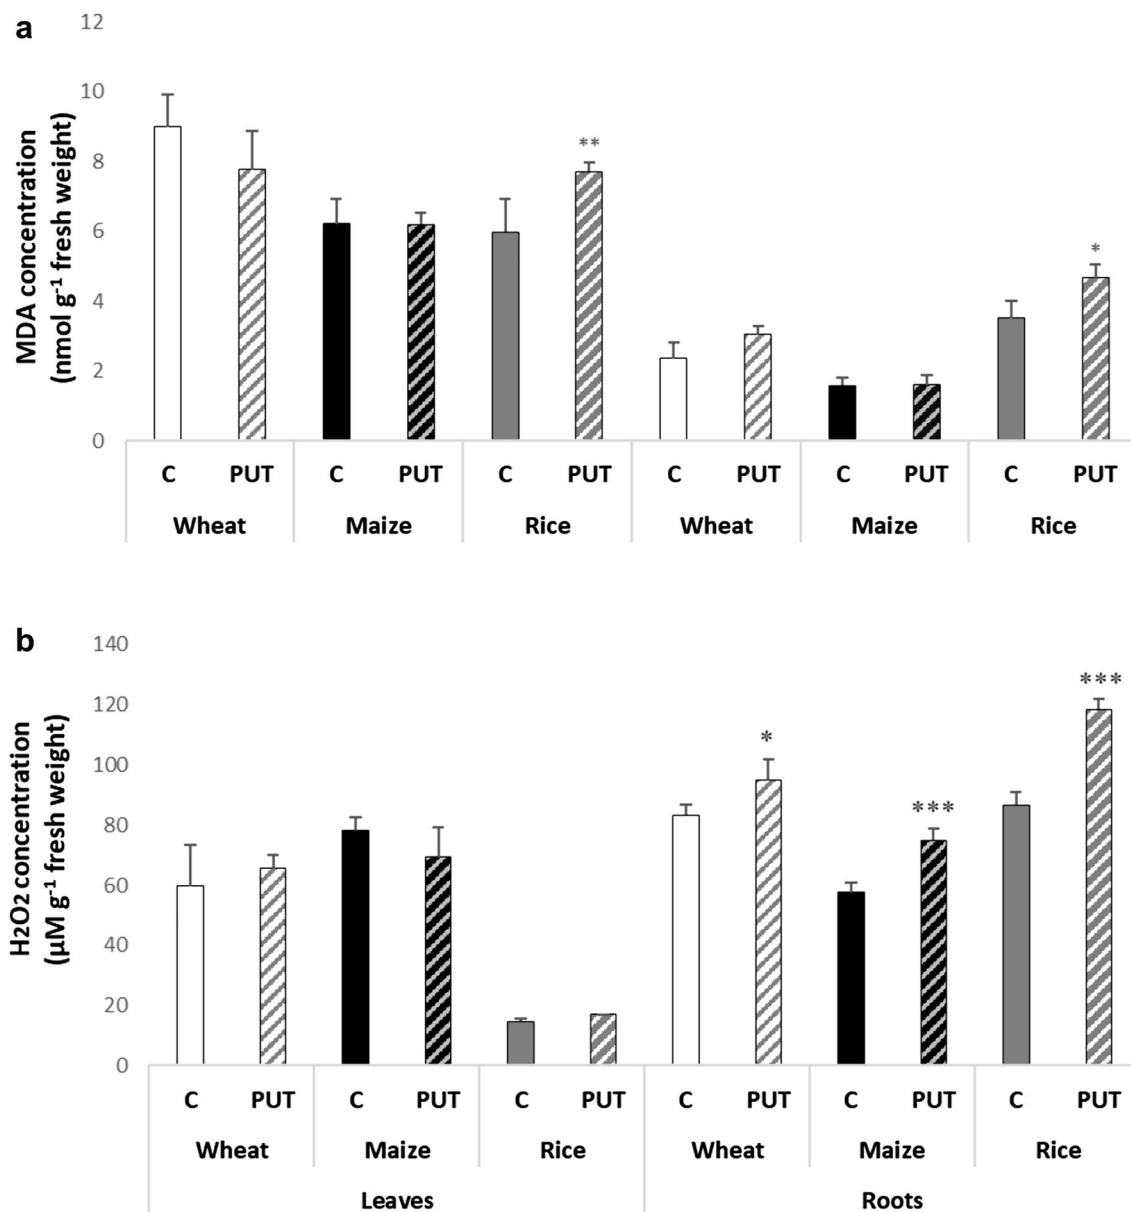 a
MDA concentration
(nmol g⁻¹ fresh weight)
12
10
8
6
4
2
0
**
*
C PUT C PUT C PUT C PUT C PUT C PUT
Wheat Maize Rice Wheat Maize Rice
b
H2O2 concentration
(μM g⁻¹ fresh weight)
140
120
100
80
60
40
20
0
*
***
***
C PUT C PUT C PUT C PUT C PUT C PUT
Wheat Maize Rice Wheat Maize Rice
Leaves Roots